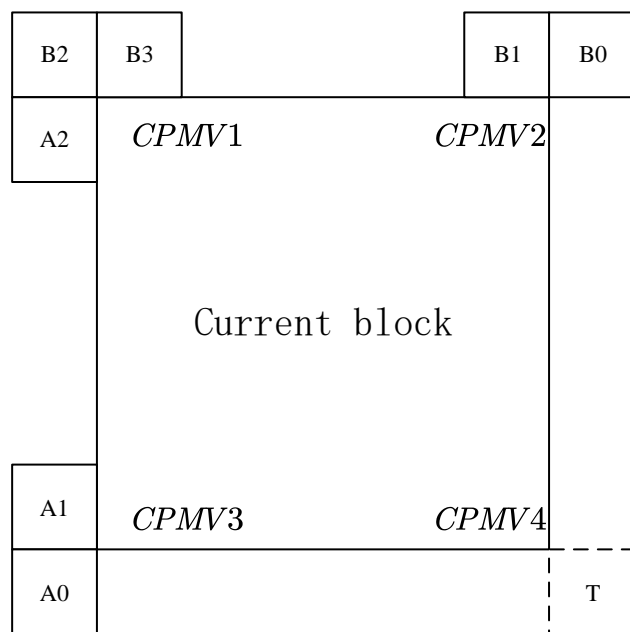 B2 B3 B1 B0
A2 CPMV1 CPMV2
Current block
A1 CPMV3 CPMV4
A0 T